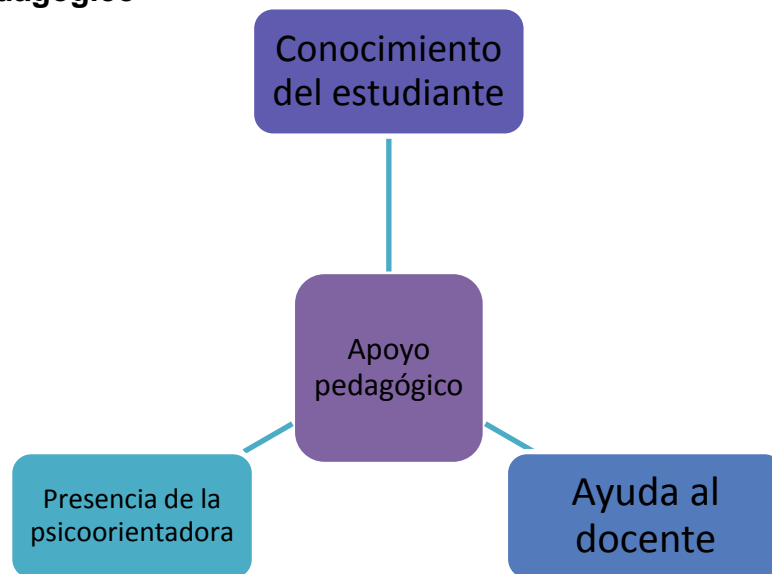 Conocimiento
del estudiante
Apoyo
pedagógico
Presencia de la
psicoorientadora
Ayuda al
docente